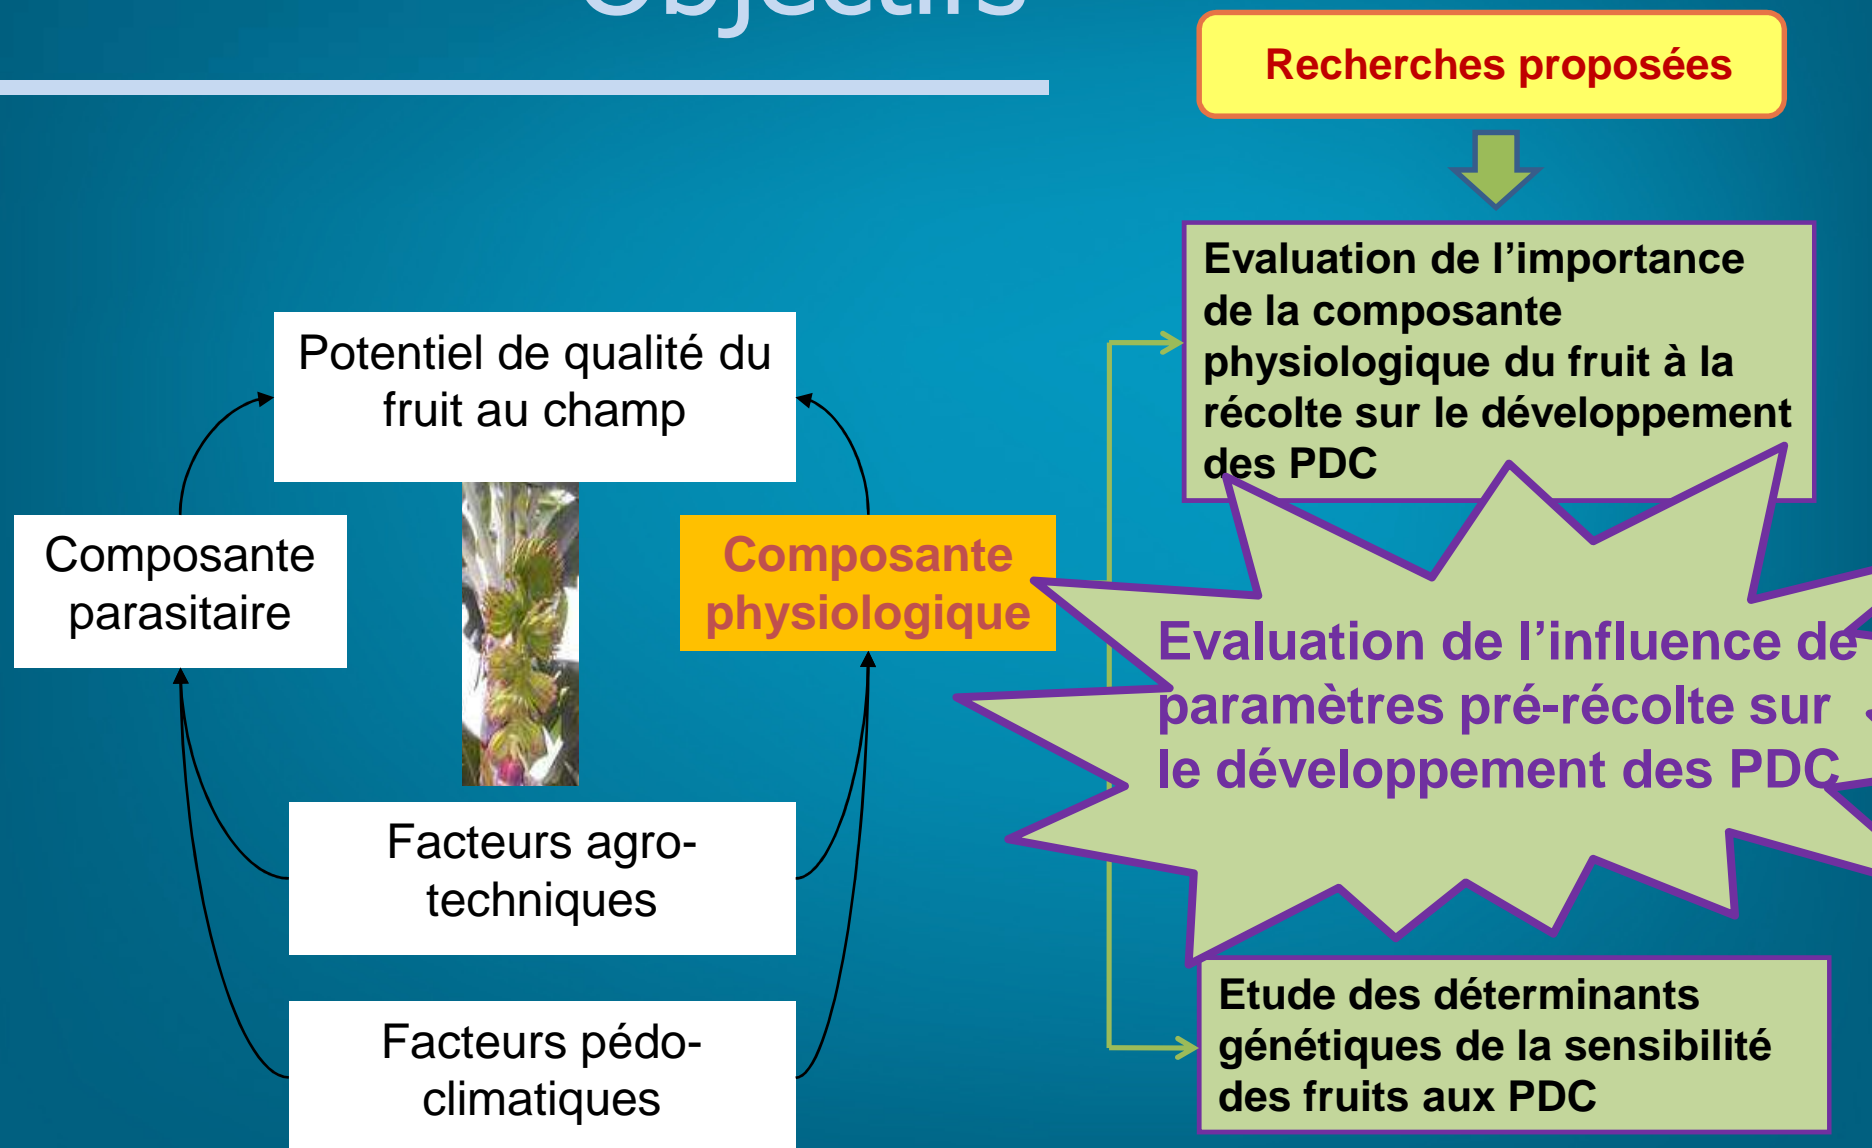 Objectifs
Recherches proposées
Evaluation de l’importance
de la composante
physiologique du fruit à la
récolte sur le développement
des PDC
Potentiel de qualité du
fruit au champ
Composante
parasitaire
Composante
physiologique
Evaluation de l’influence de
paramètres pré-récolte sur
le développement des PDC
Facteurs agro-
techniques
Facteurs pédo-
climatiques
Etude des déterminants
génétiques de la sensibilité
des fruits aux PDC